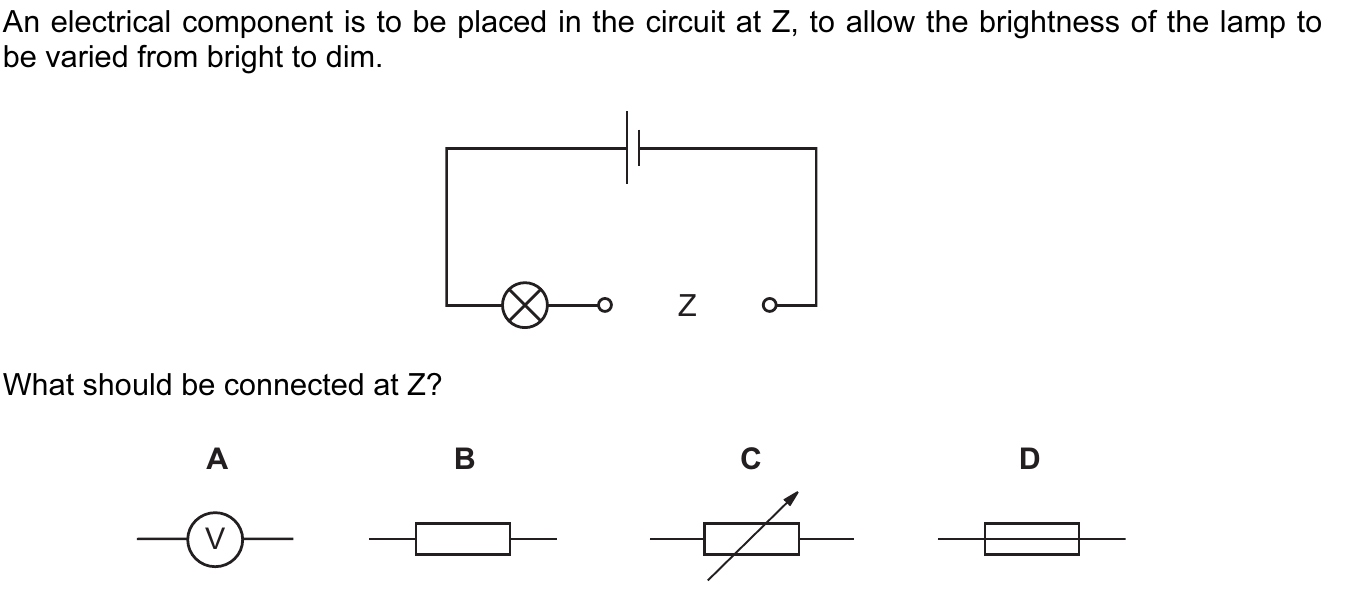 An electrical component is to be placed in the circuit at Z, to allow the brightness of the lamp to
be varied from bright to dim.
Z
What should be connected at Z?
A B C D
V